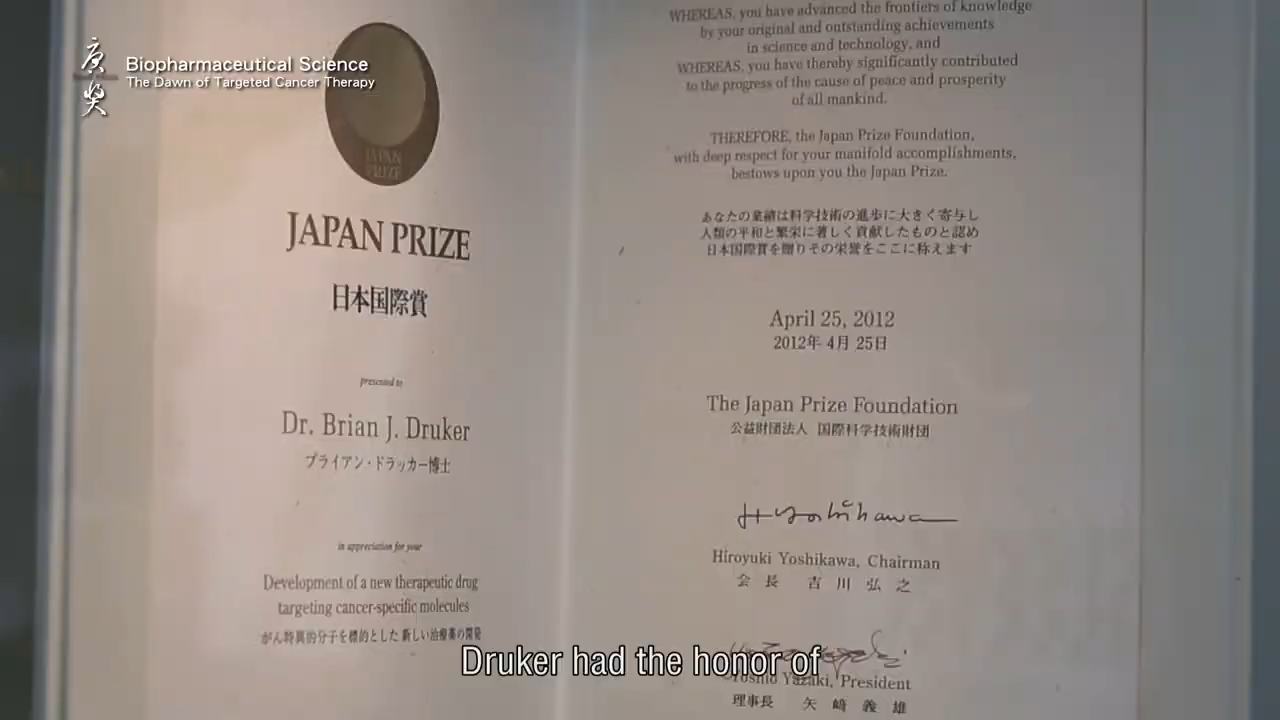 唐獎
Biopharmaceutical Science
The Dawn of Targeted Cancer Therapy
JAPAN
PRIZE
JAPAN PRIZE
日本国際賞
presented to
Dr. Brian J. Druker
ブライアン・ドラッカー博士
in appreciation for your
Development of a new therapeutic drug
targeting cancer-specific molecules
がん特異的分子を標的とした新しい治療薬の開発
WHEREAS, you have advanced the frontiers of knowledge
by your original and outstanding achievements
in science and technology, and
WHEREAS, you have thereby significantly contributed
to the progress of the cause of peace and prosperity
of all mankind.
THEREFORE, the Japan Prize Foundation,
with deep respect for your manifold accomplishments,
bestows upon you the Japan Prize.
あなたの業績は科学技術の進歩に大きく寄与し
人類の平和と繁栄に著しく貢献したものと認め
日本国際賞を贈りその栄誉をここに称えます
April 25, 2012
2012年 4月 25日
The Japan Prize Foundation
公益財団法人 国際科学技術財団
H. Yoshikawa
Hiroyuki Yoshikawa, Chairman
会長 吉川弘之
Yazaki, President
理事長 矢﨑義雄
Druker had the honor of